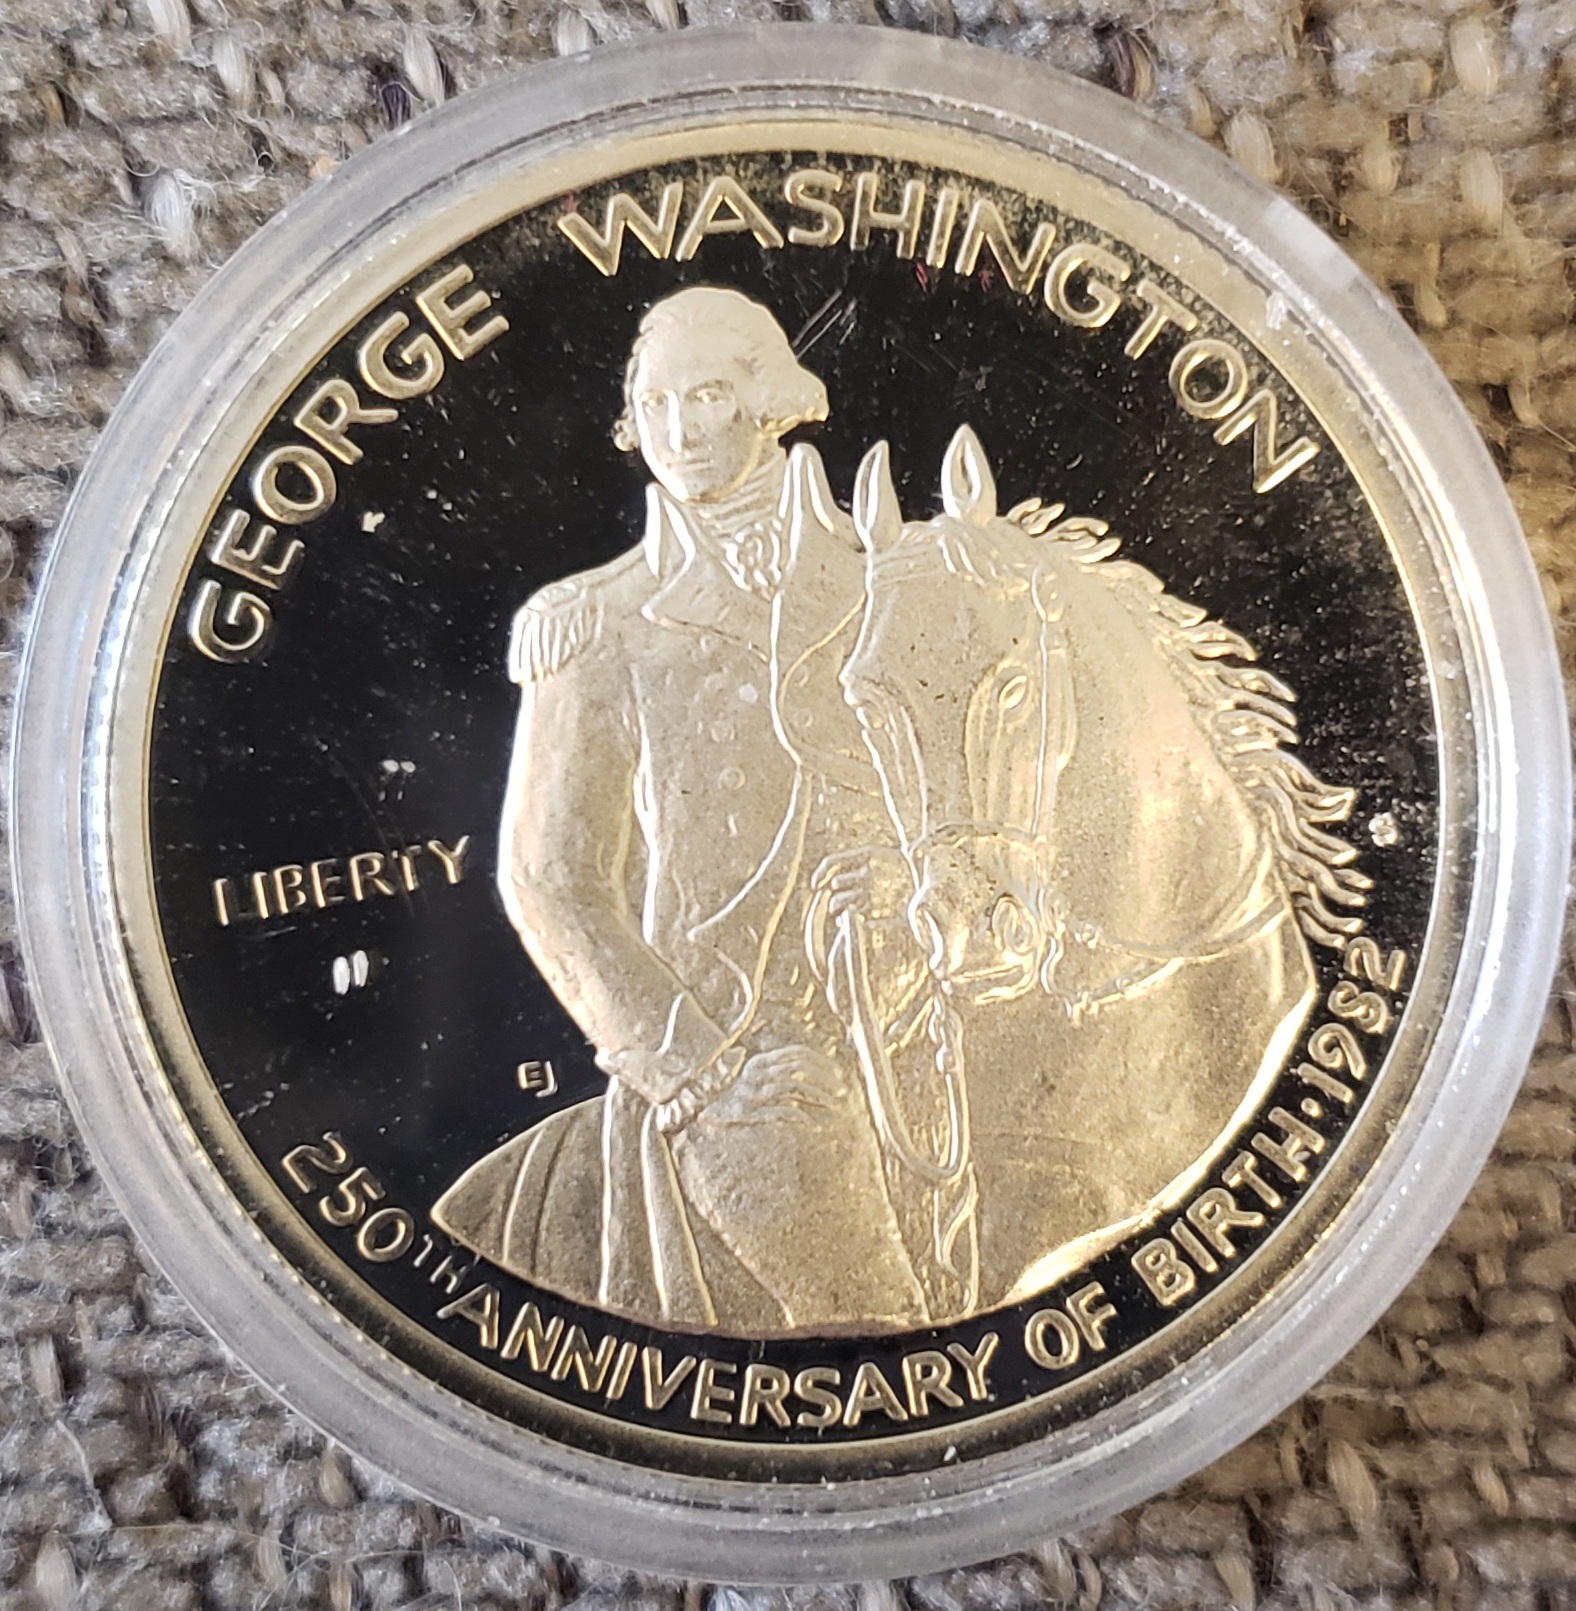 GEORGE WASHINGTON
LIBERTY
EJ
S
250TH ANNIVERSARY OF BIRTH·1982